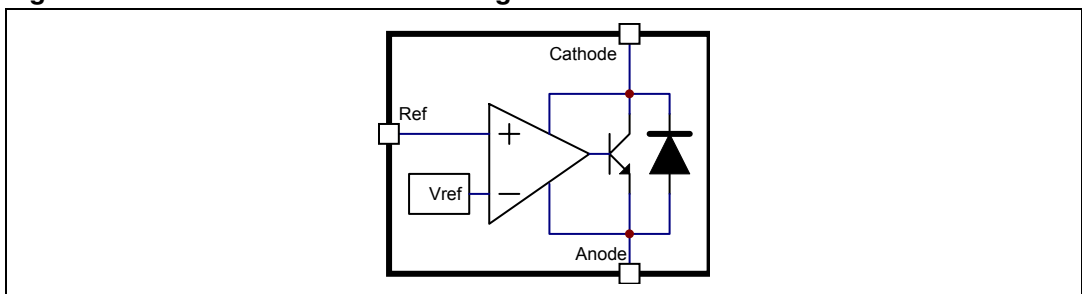 Cathode
Ref
+
Vref
−
Anode